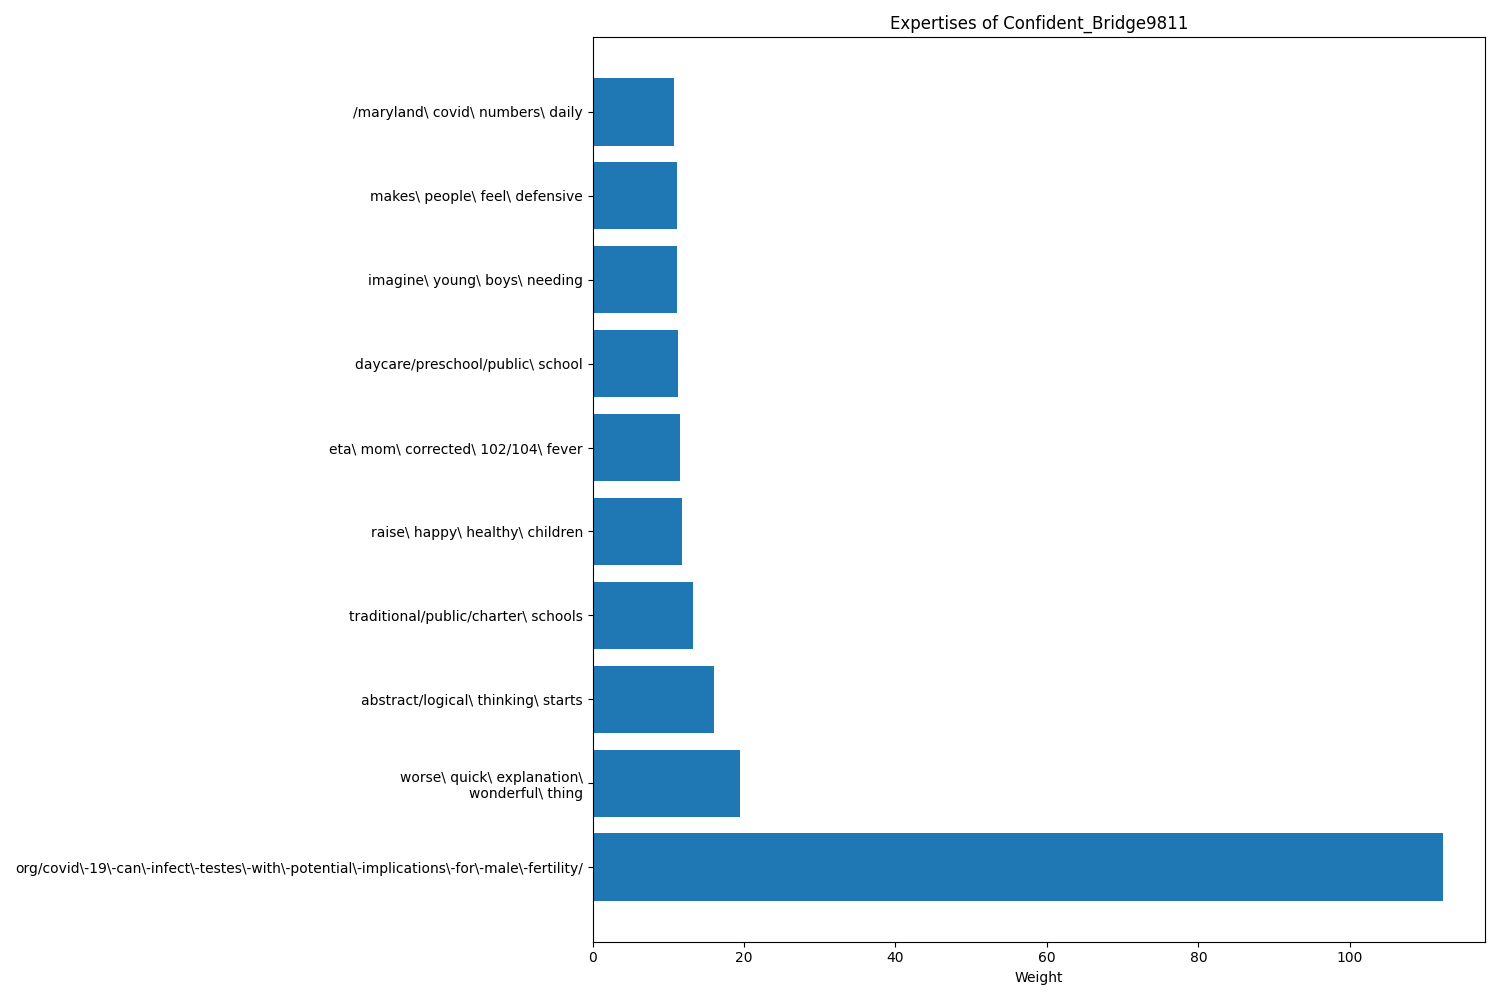 Expertises of Confident_Bridge9811
/maryland\ covid\ numbers\ daily
makes\ people\ feel\ defensive
imagine\ young\ boys\ needing
daycare/preschool/public\ school
eta\ mom\ corrected\ 102/104\ fever
raise\ happy\ healthy\ children
traditional/public/charter\ schools
abstract/logical\ thinking\ starts
worse\ quick\ explanation\
wonderful\ thing
org/covid\-19\-can\-infect\-testes\-with\-potential\-implications\-for\-male\-fertility/
0 20 40 60 80 100
Weight